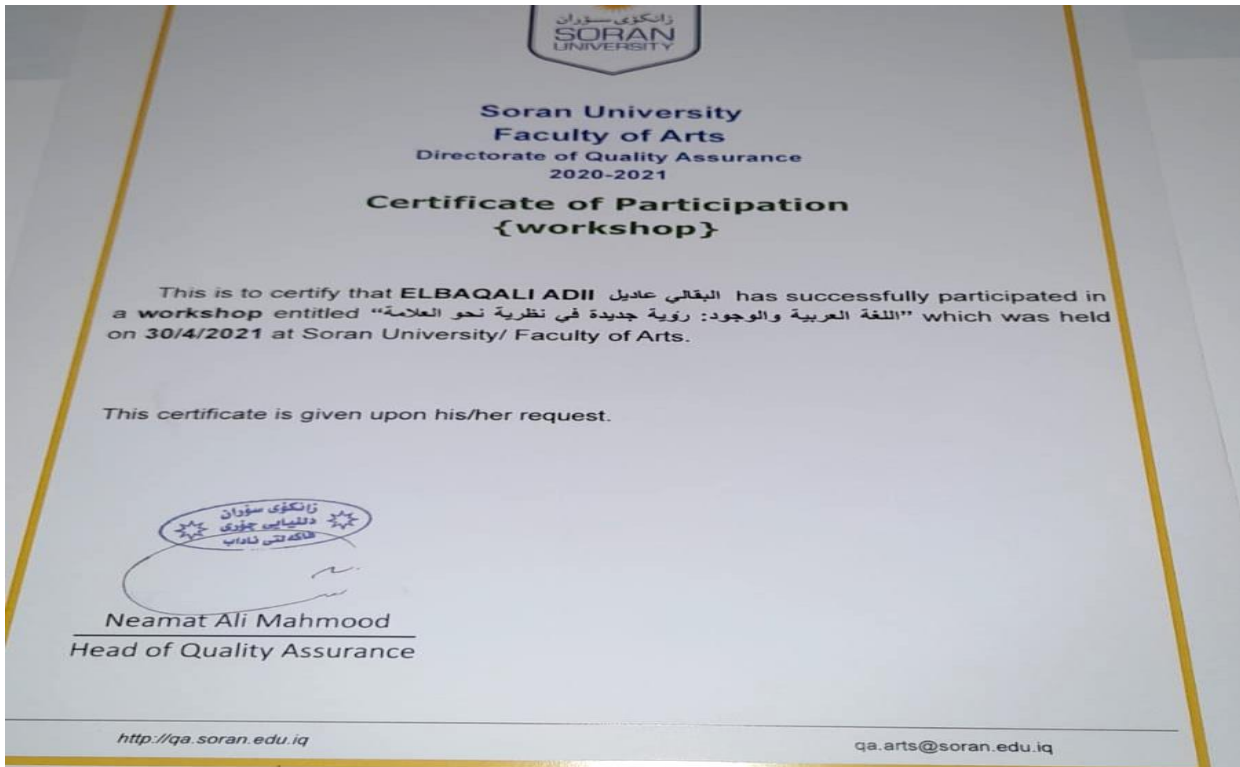 زانكۆی سۆران
SORAN
UNIVERSITY
Soran University
Faculty of Arts
Directorate of Quality Assurance
2020-2021
Certificate of Participation
{workshop}
This is to certify that ELBAQALI ADII البقالي عاديل has successfully participated in
a workshop entitled “اللغة العربية والوجود: رؤية جديدة في نظرية نحو العلامة” which was held
on 30/4/2021 at Soran University/ Faculty of Arts.
This certificate is given upon his/her request.
زانكۆی سۆران
دلنیایی جۆری
فاكەلتی ئاداب
Neamat Ali Mahmood
Head of Quality Assurance
http://qa.soran.edu.iq
qa.arts@soran.edu.iq